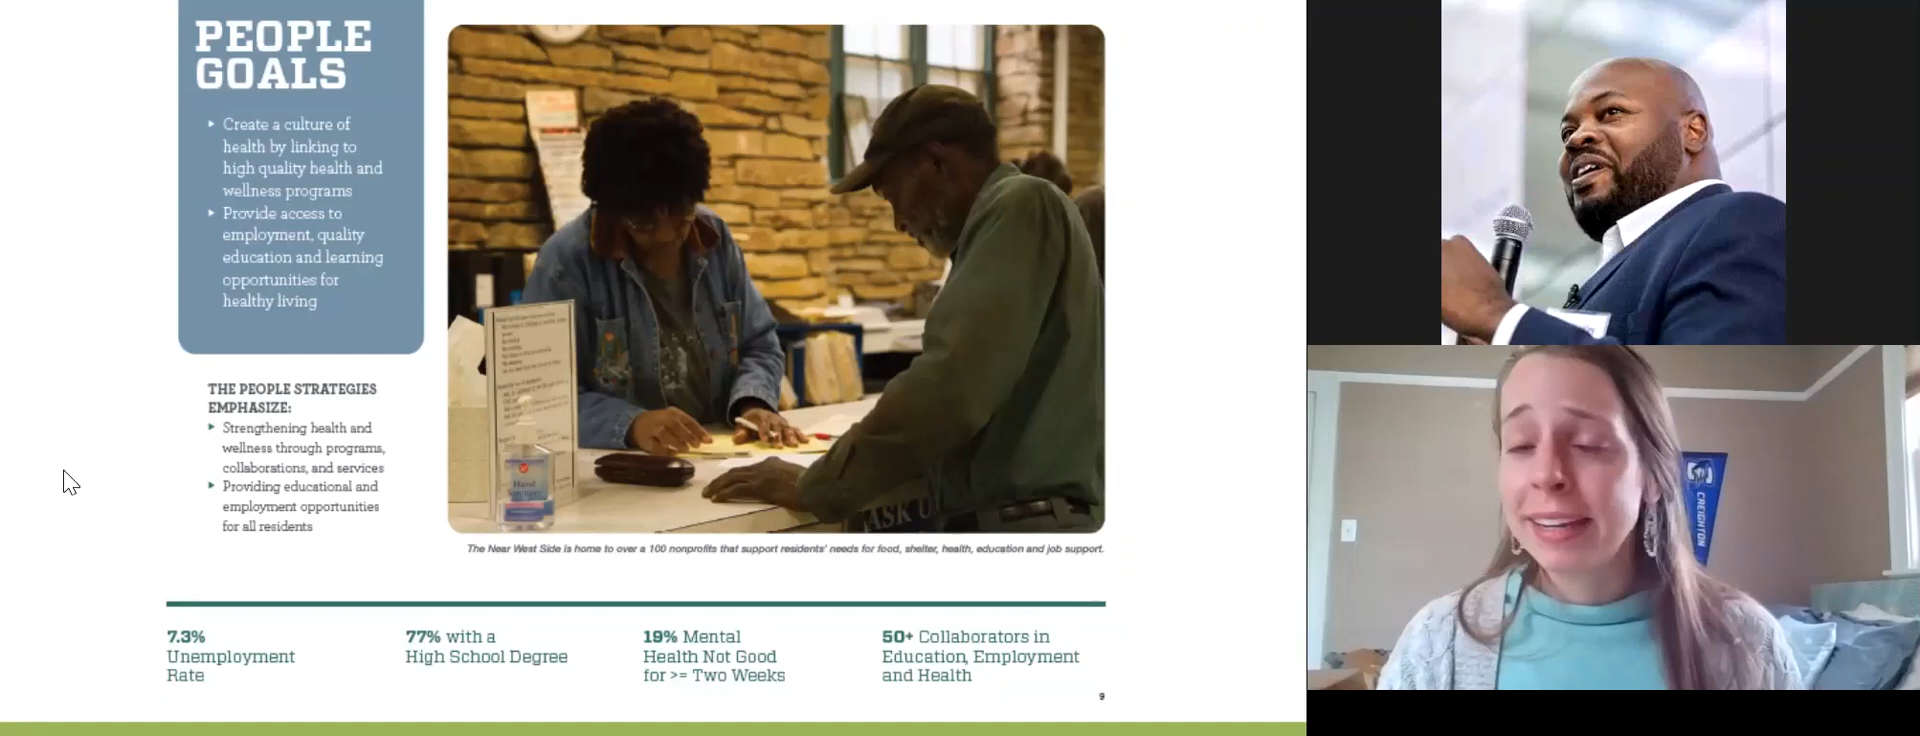 PEOPLE
GOALS
Create a culture of
health by linking to
high quality health and
wellness programs
Provide access to
employment, quality
education and learning
opportunities for
healthy living
THE PEOPLE STRATEGIES
EMPHASIZE:
Strengthening health and
wellness through programs,
collaborations, and services
Providing educational and
employment opportunities
for all residents
Hand
ASK U
The Near West Side is home to over a 100 nonprofits that support residents' needs for food, shelter, health, education and job support.
7.3%
Unemployment
Rate
77% with a
High School Degree
19% Mental
Health Not Good
for >= Two Weeks
50+ Collaborators in
Education, Employment
and Health
9
CREIGHTON